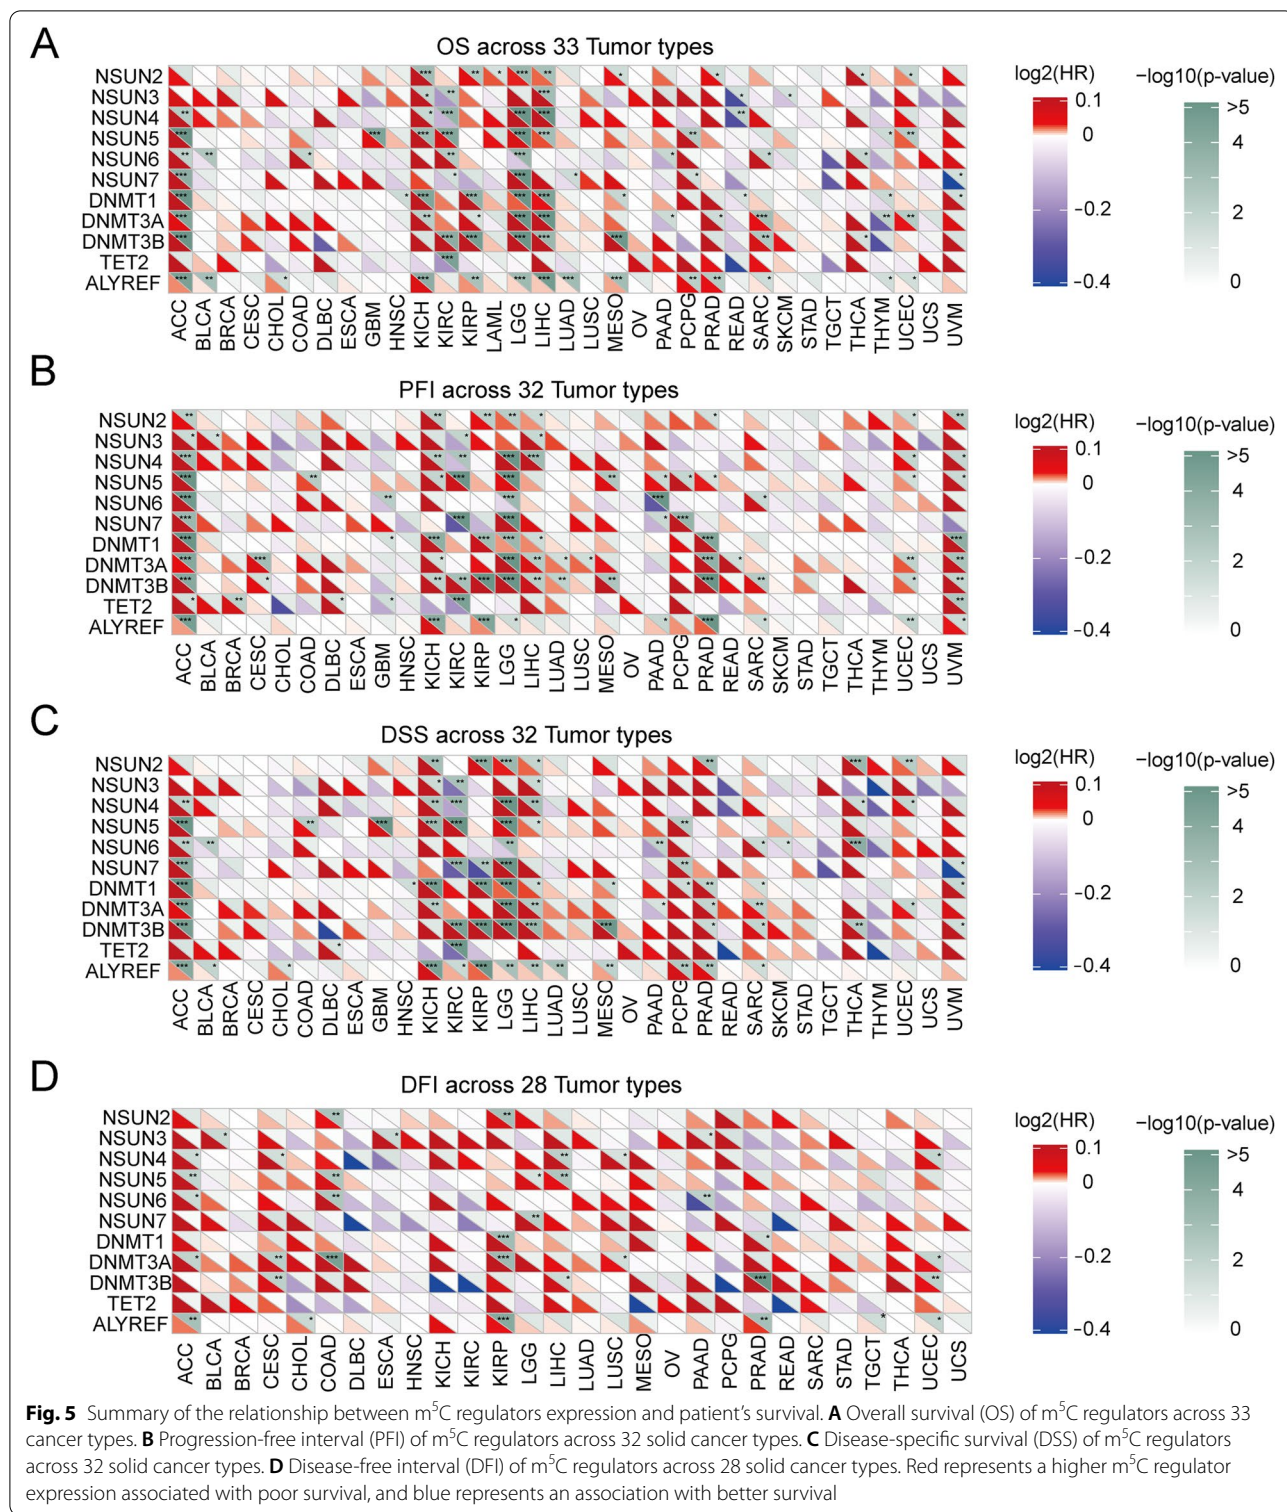 A
OS across 33 Tumor types
NSUN2
NSUN3
NSUN4
NSUN5
NSUN6
NSUN7
DNMT1
DNMT3A
DNMT3B
TET2
ALYREF
ACC BLCA BRCA CESC CHOL COAD DLBC ESCA GBM HNSC KICH KIRC KIRP LAML LGG LIHC LUAD LUSC MESO OV PAAD PCPG PRAD READ SARC SKCM STAD TGCT THCA THYM UCEC UCS UVM
log2(HR)
0.1
0
−0.2
−0.4
−log10(p-value)
>5
4
2
0
B
PFI across 32 Tumor types
NSUN2
NSUN3
NSUN4
NSUN5
NSUN6
NSUN7
DNMT1
DNMT3A
DNMT3B
TET2
ALYREF
ACC BLCA BRCA CESC CHOL COAD DLBC ESCA GBM HNSC KICH KIRC KIRP LGG LIHC LUAD LUSC MESO OV PAAD PCPG PRAD READ SARC SKCM STAD TGCT THCA THYM UCEC UCS UVM
log2(HR)
0.1
0
−0.2
−0.4
−log10(p-value)
>5
4
2
0
C
DSS across 32 Tumor types
NSUN2
NSUN3
NSUN4
NSUN5
NSUN6
NSUN7
DNMT1
DNMT3A
DNMT3B
TET2
ALYREF
ACC BLCA BRCA CESC CHOL COAD DLBC ESCA GBM HNSC KICH KIRC KIRP LGG LIHC LUAD LUSC MESO OV PAAD PCPG PRAD READ SARC SKCM STAD TGCT THCA THYM UCEC UCS UVM
log2(HR)
0.1
0
−0.2
−0.4
−log10(p-value)
>5
4
2
0
D
DFI across 28 Tumor types
NSUN2
NSUN3
NSUN4
NSUN5
NSUN6
NSUN7
DNMT1
DNMT3A
DNMT3B
TET2
ALYREF
ACC BLCA BRCA CESC CHOL COAD DLBC ESCA HNSC KICH KIRC KIRP LGG LIHC LUAD LUSC MESO OV PAAD PCPG PRAD READ SARC STAD TGCT THCA UCEC UCS
log2(HR)
0.1
0
−0.2
−0.4
−log10(p-value)
>5
4
2
0
Fig. 5 Summary of the relationship between m⁵C regulators expression and patient's survival. A Overall survival (OS) of m⁵C regulators across 33
cancer types. B Progression-free interval (PFI) of m⁵C regulators across 32 solid cancer types. C Disease-specific survival (DSS) of m⁵C regulators
across 32 solid cancer types. D Disease-free interval (DFI) of m⁵C regulators across 28 solid cancer types. Red represents a higher m⁵C regulator
expression associated with poor survival, and blue represents an association with better survival